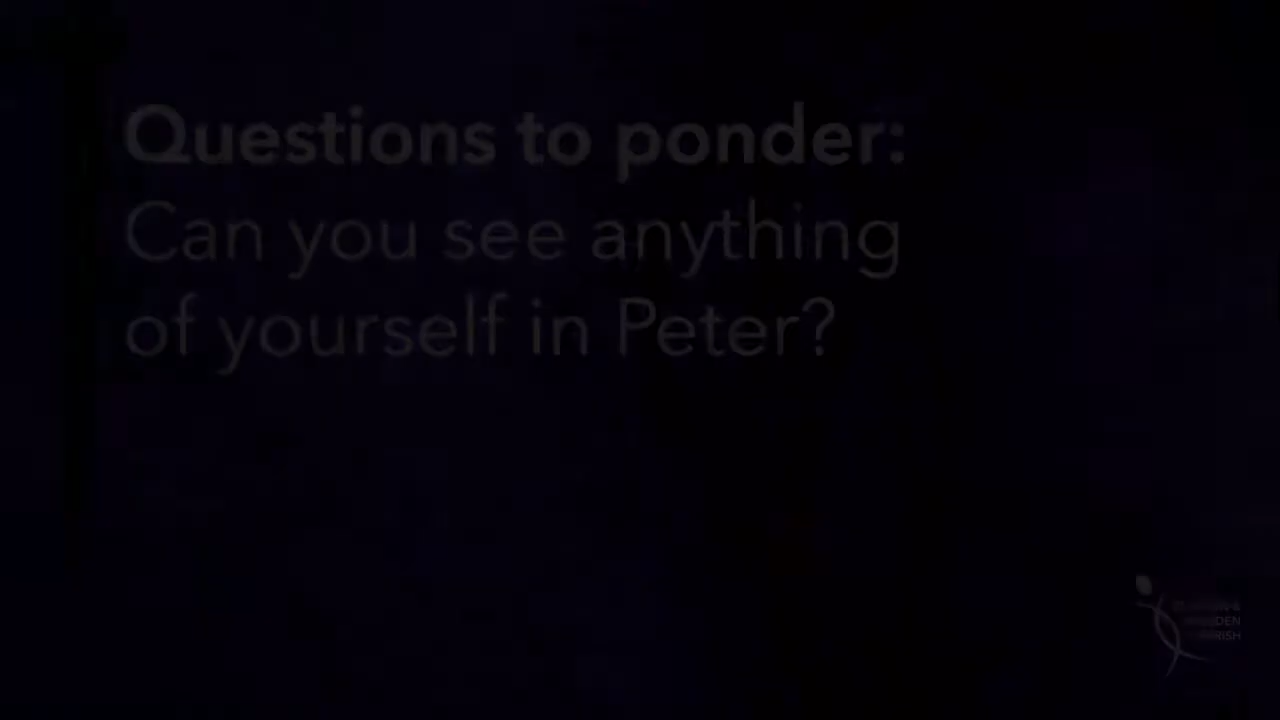 Questions to ponder:
Can you see anything
of yourself in Peter?